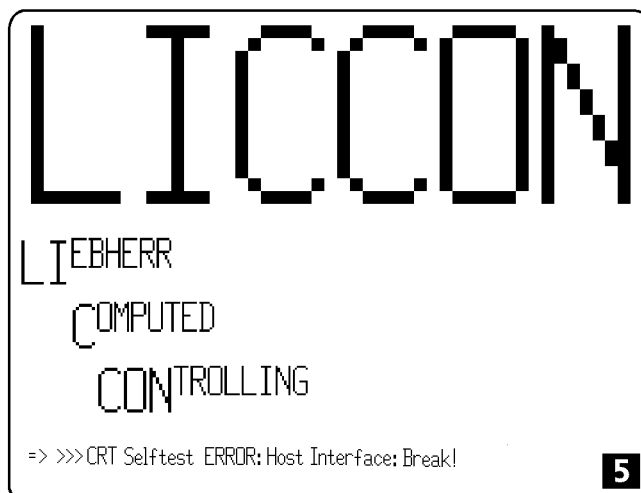 LICCON
LIEBHERR
COMPUTED
CONTROLLING
=> >>>CRT Selftest ERROR: Host Interface: Break!
5